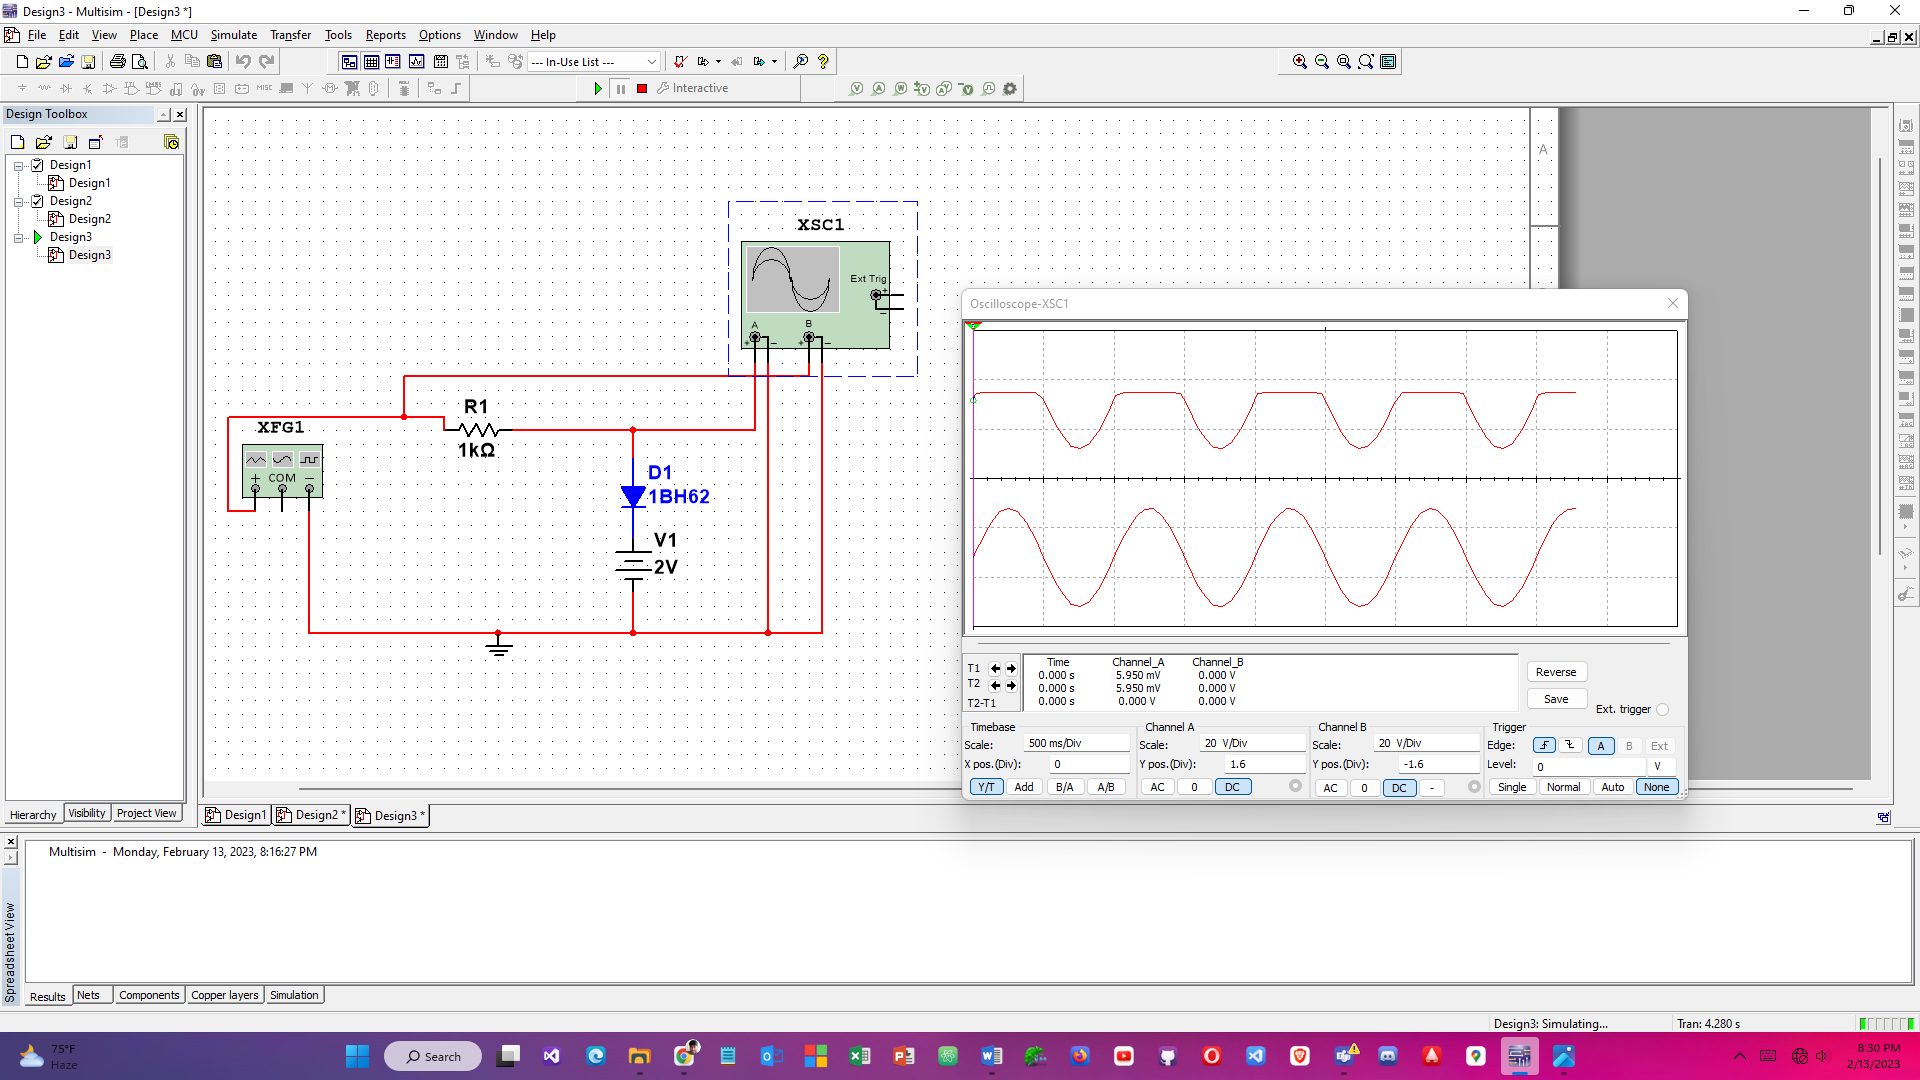 Design3 - Multisim - [Design3 *]
File Edit View Place MCU Simulate Transfer Tools Reports Options Window Help
--- In-Use List ---
MISC
Interactive
Design Toolbox
Design1
Design1
Design2
Design2
Design3
Design3
Hierarchy Visibility Project View
A
XSC1
Ext Trig
A B
XFG1
COM
R1
1kΩ
D1
1BH62
V1
2V
Oscilloscope-XSC1
T1
T2
T2-T1
Time Channel_A Channel_B
0.000 s 5.950 mV 0.000 V
0.000 s 5.950 mV 0.000 V
0.000 V 0.000 V
Reverse
Save
Ext. trigger
Timebase
Scale: 500 ms/Div
X pos.(Div): 0
Y/T Add B/A A/B
Channel A
Scale: 20 V/Div
Y pos.(Div): 1.6
AC 0 DC
Channel B
Scale: 20 V/Div
Y pos.(Div): -1.6
AC 0 DC -
Trigger
Edge: A B Ext
Level: 0 V
Single Normal Auto None
Design1 Design2 * Design3 *
Multisim - Monday, February 13, 2023, 8:16:27 PM
Spreadsheet View
Results Nets Components Copper layers Simulation
Design3: Simulating... Tran: 4.280 s
75°F
Haze
Search
8:30 PM
2/13/2023